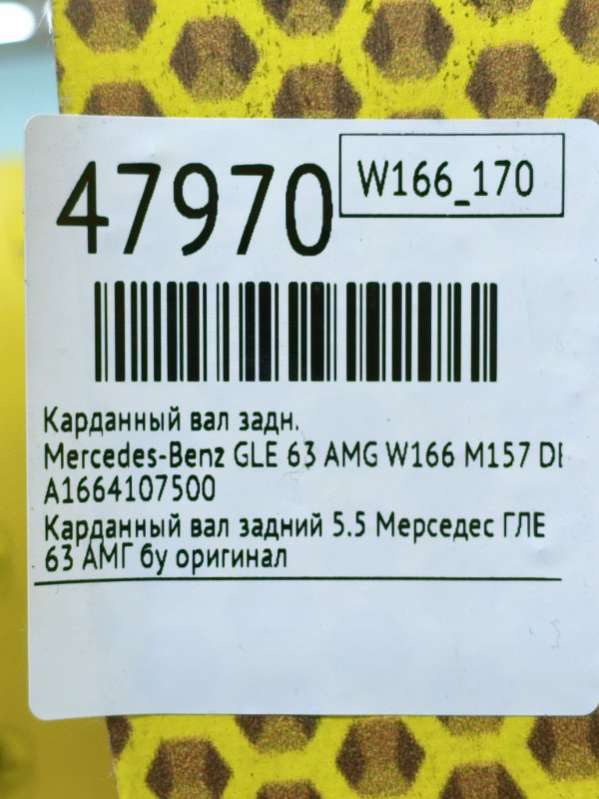 47970
W166_170
Карданный вал задн.
Mercedes-Benz GLE 63 AMG W166 M157
A1664107500
Карданный вал задний 5.5 Мерседес ГЛЕ
63 АМГ бу оригинал